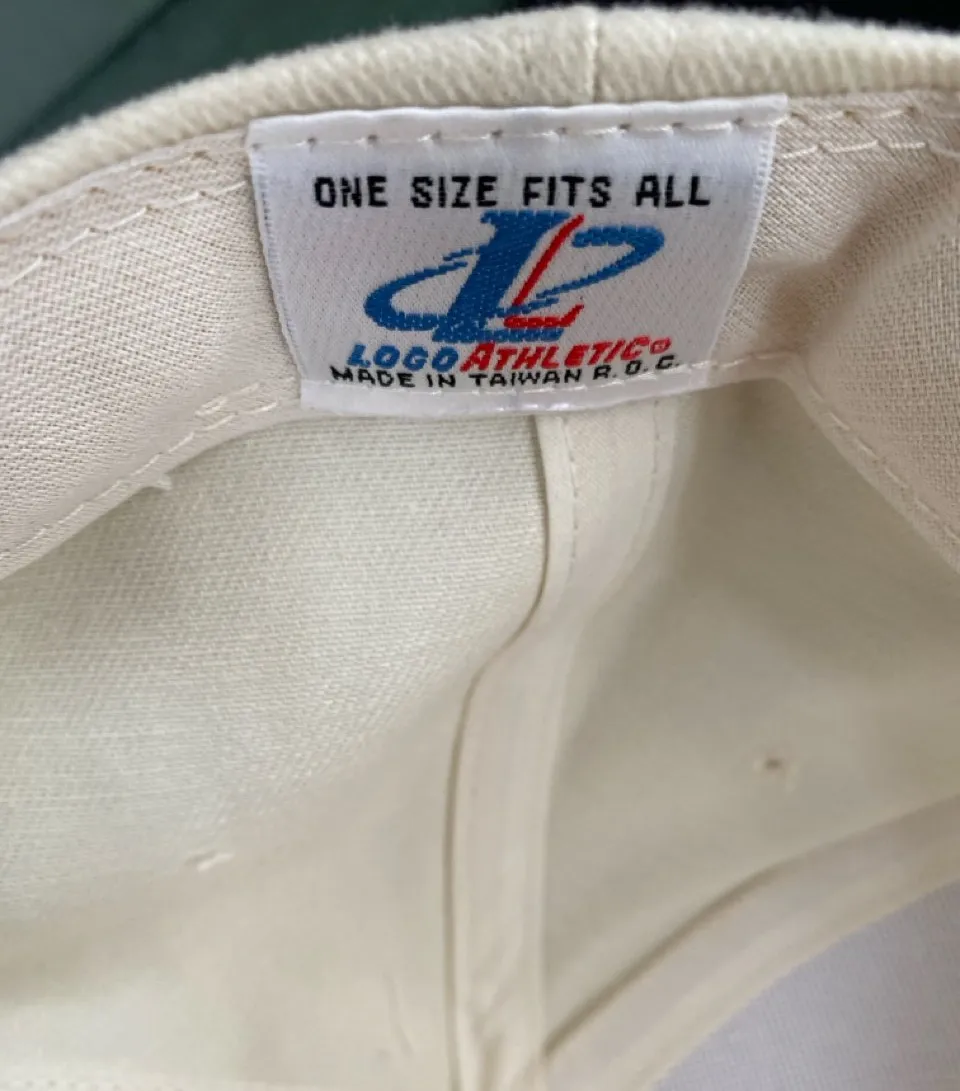 ONE SIZE FITS ALL
LOGO ATHLETIC®
MADE IN TAIWAN R.O.C.